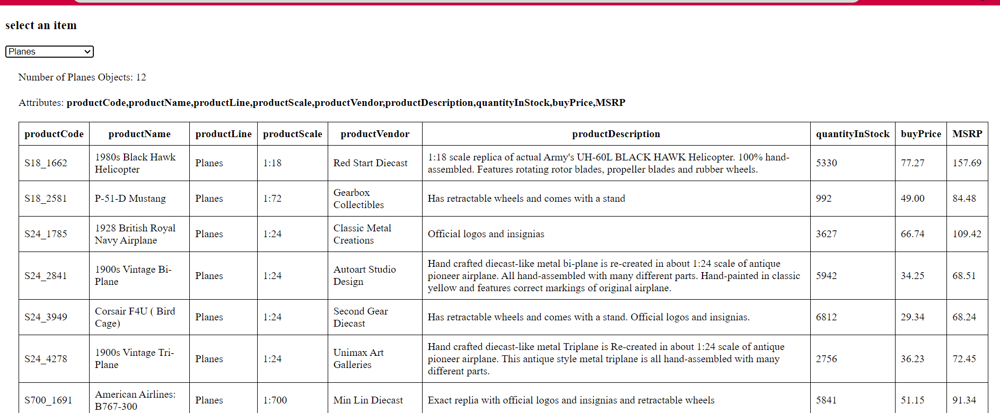 select an item
Planes
Number of Planes Objects: 12
Attributes: productCode,productName,productLine,productScale,productVendor,productDescription,quantityInStock,buyPrice,MSRP
productCode productName productLine productScale productVendor productDescription quantityInStock buyPrice MSRP
S18_1662 1980s Black Hawk Helicopter Planes 1:18 Red Start Diecast 1:18 scale replica of actual Army's UH-60L BLACK HAWK Helicopter. 100% hand-assembled. Features rotating rotor blades, propeller blades and rubber wheels. 5330 77.27 157.69
S18_2581 P-51-D Mustang Planes 1:72 Gearbox Collectibles Has retractable wheels and comes with a stand 992 49.00 84.48
S24_1785 1928 British Royal Navy Airplane Planes 1:24 Classic Metal Creations Official logos and insignias 3627 66.74 109.42
S24_2841 1900s Vintage Bi-Plane Planes 1:24 Autoart Studio Design Hand crafted diecast-like metal bi-plane is re-created in about 1:24 scale of antique pioneer airplane. All hand-assembled with many different parts. Hand-painted in classic yellow and features correct markings of original airplane. 5942 34.25 68.51
S24_3949 Corsair F4U ( Bird Cage) Planes 1:24 Second Gear Diecast Has retractable wheels and comes with a stand. Official logos and insignias. 6812 29.34 68.24
S24_4278 1900s Vintage Tri-Plane Planes 1:24 Unimax Art Galleries Hand crafted diecast-like metal Triplane is Re-created in about 1:24 scale of antique pioneer airplane. This antique style metal triplane is all hand-assembled with many different parts. 2756 36.23 72.45
S700_1691 American Airlines: B767-300 Planes 1:700 Min Lin Diecast Exact replia with official logos and insignias and retractable wheels 5841 51.15 91.34